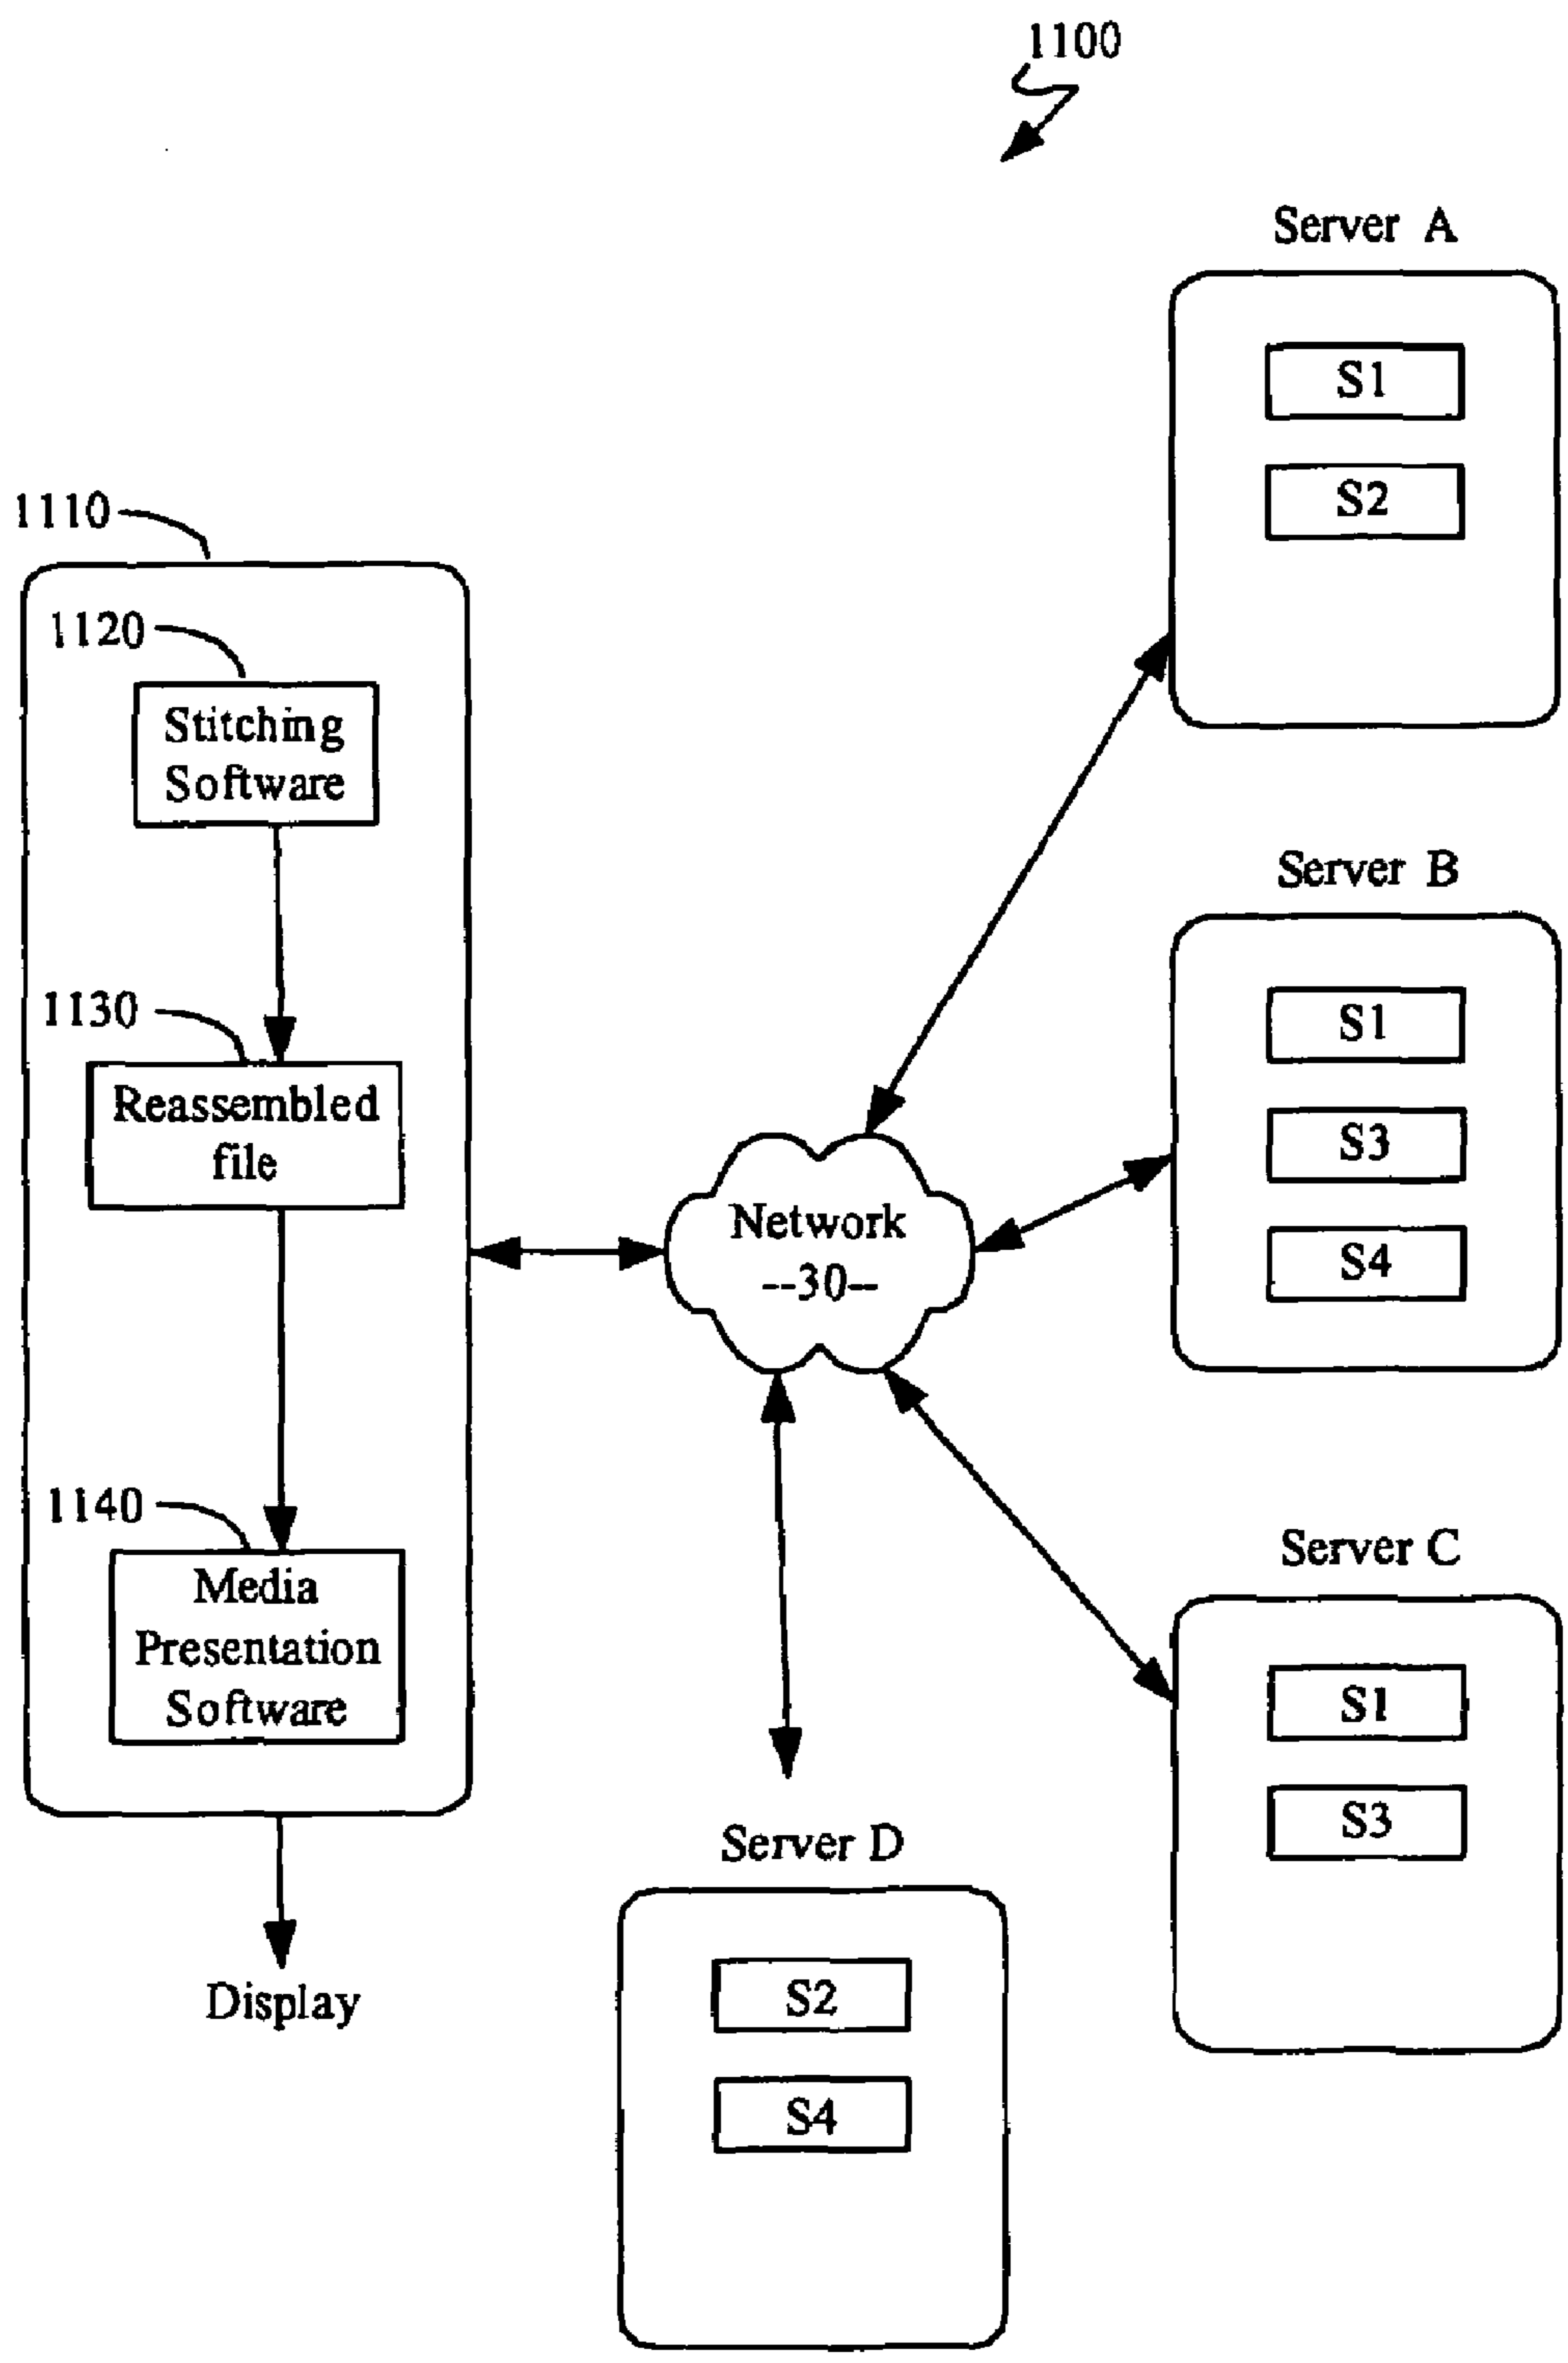 1100
Server A
S1
S2
1110
1120
Stitching
Software
1130
Reassembled
file
1140
Media
Presentation
Software
Display
Network
--30--
Server B
S1
S3
S4
Server C
S1
S3
Server D
S2
S4